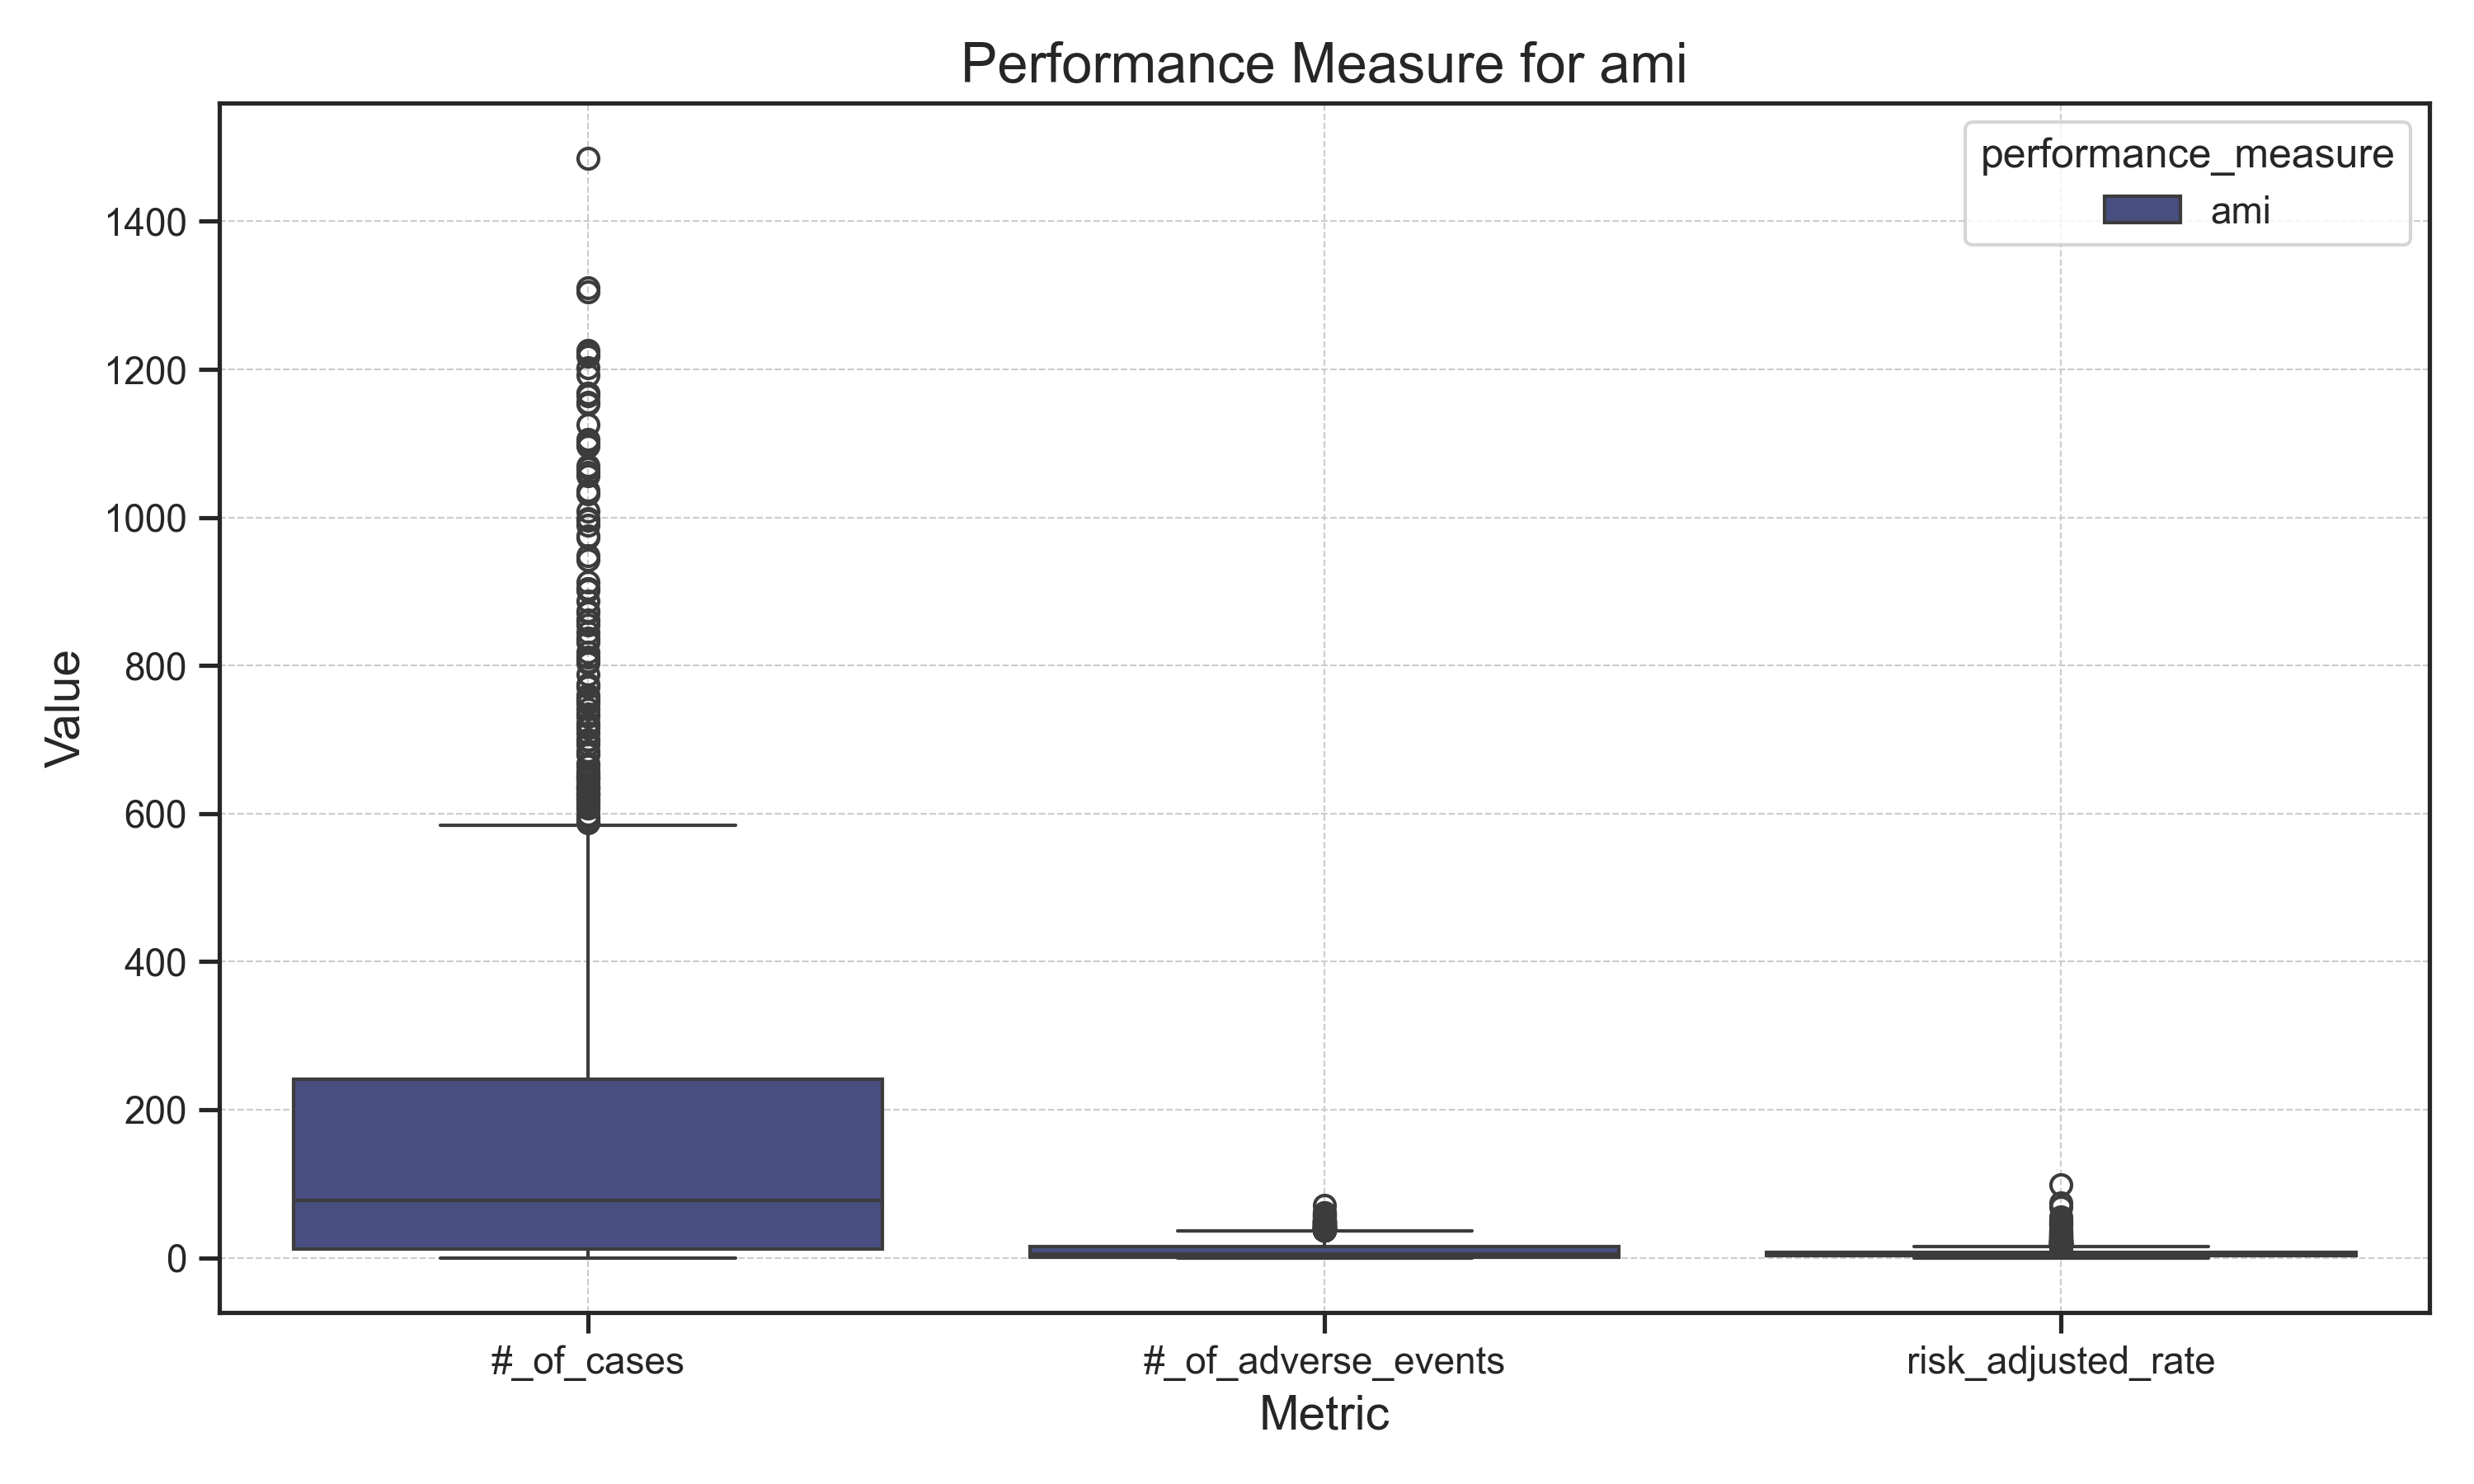 Performance Measure for ami
performance_measure
ami
Value
1400
1200
1000
800
600
400
200
0
#_of_cases
#_of_adverse_events
risk_adjusted_rate
Metric